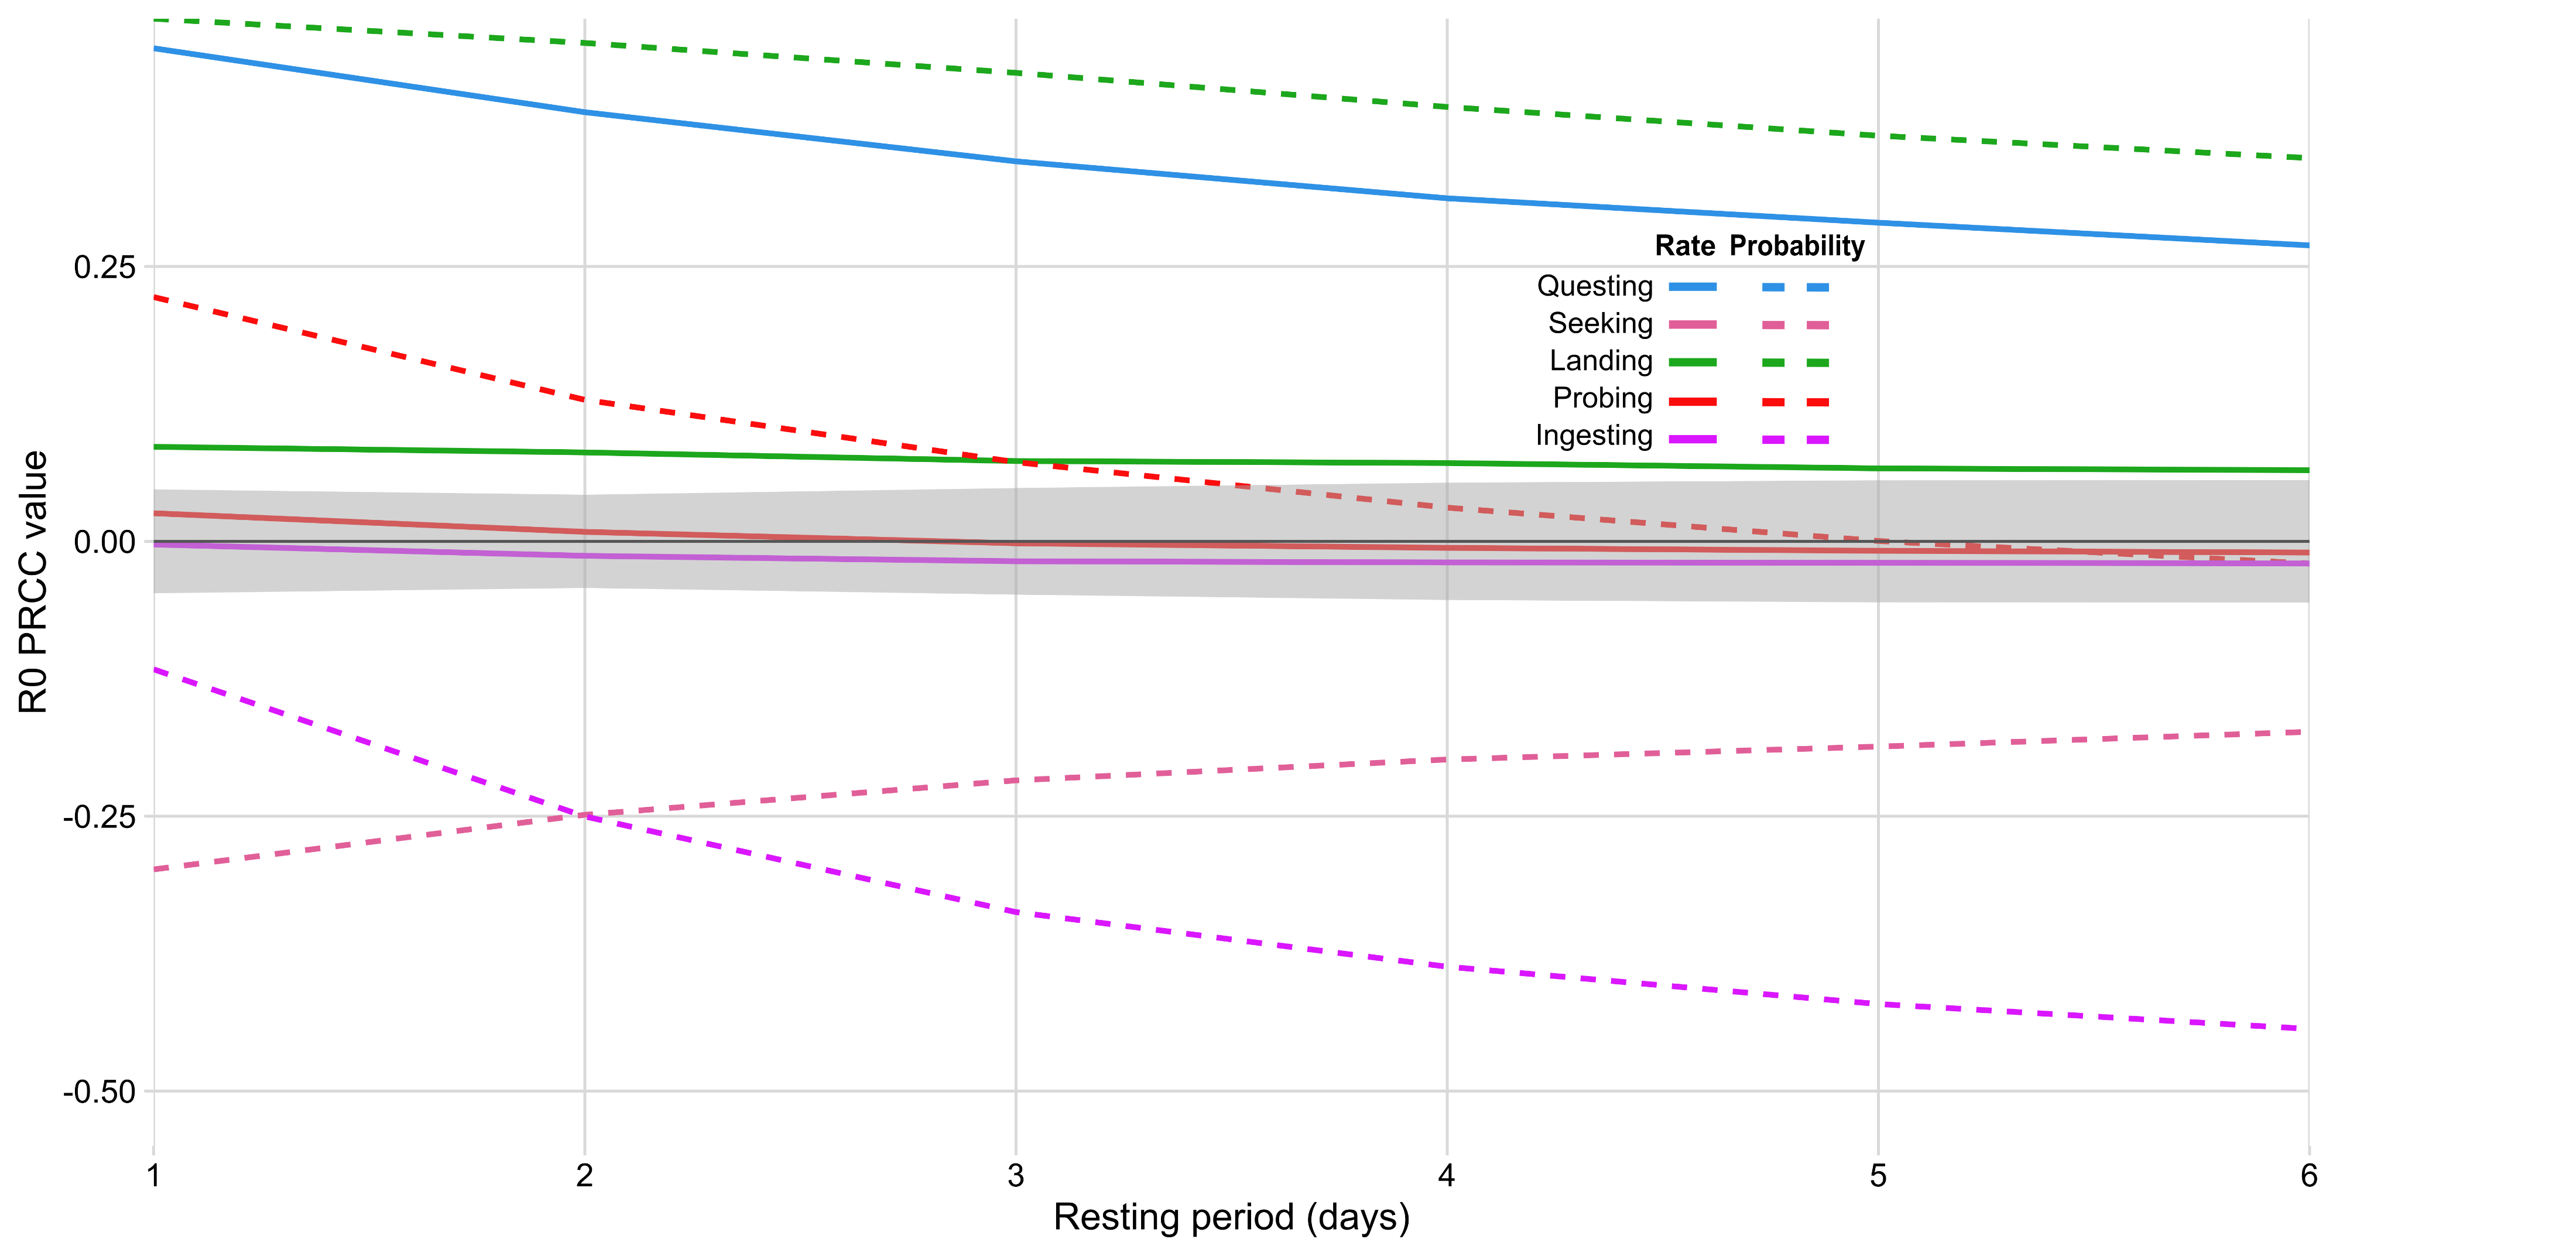 R0 PRCC value
0.25
0.00
-0.25
-0.50
Rate Probability
Questing
Seeking
Landing
Probing
Ingesting
1 2 3 4 5 6
Resting period (days)